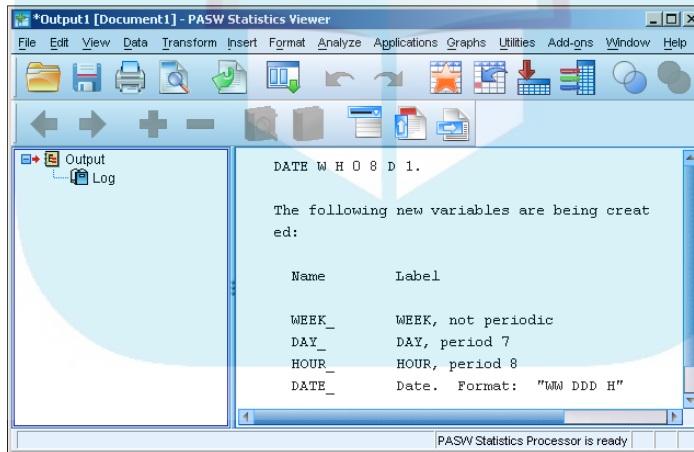 *Output1 [Document1] - PASW Statistics Viewer
File Edit View Data Transform Insert Format Analyze Applications Graphs Utilities Add-ons Window Help
Output
Log
DATE W H O 8 D 1.
The following new variables are being creat
ed:
Name Label
WEEK_ WEEK, not periodic
DAY_ DAY, period 7
HOUR_ HOUR, period 8
DATE_ Date. Format: "WW DDD H"
PASW Statistics Processor is ready